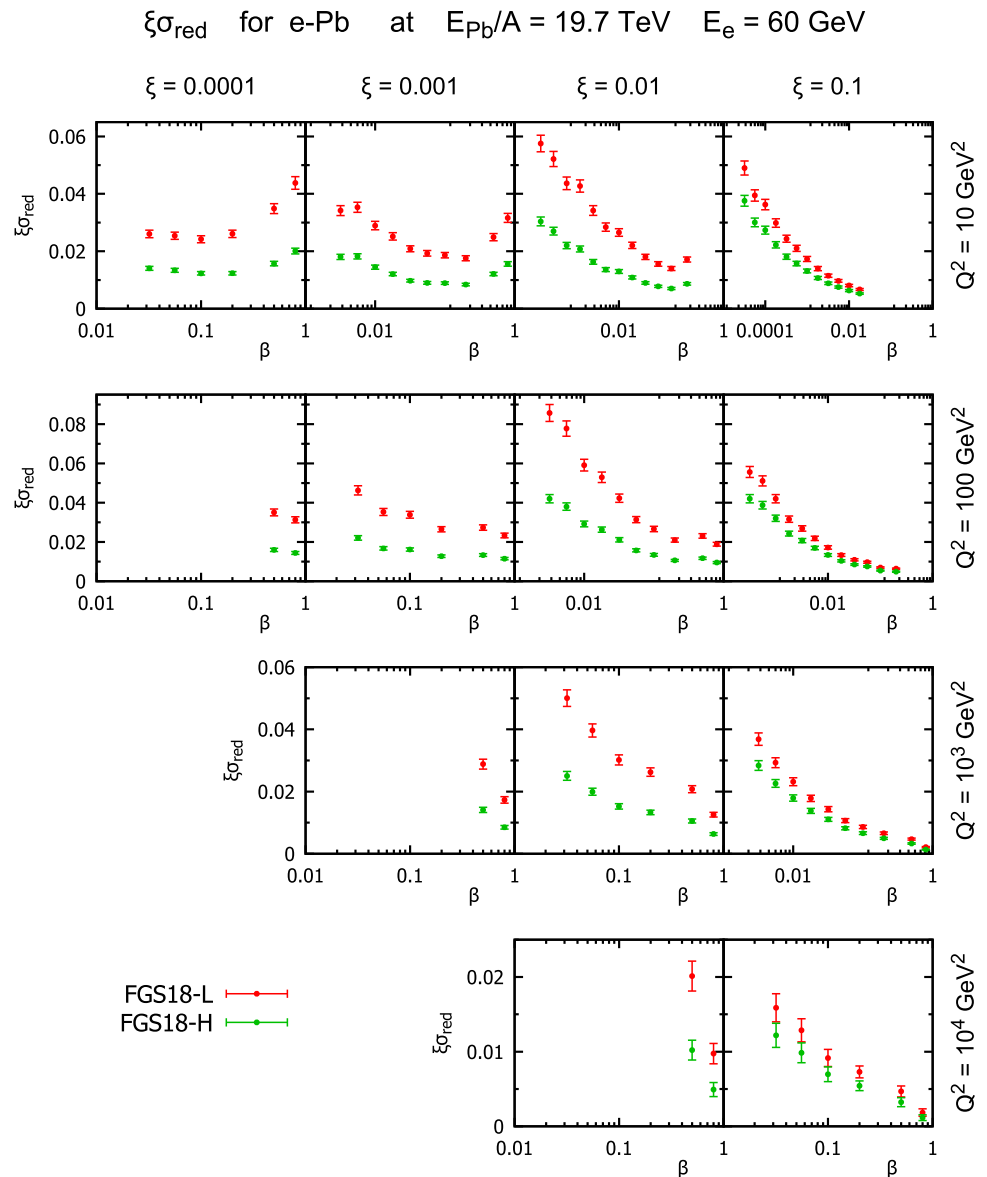 ξσred for e-Pb at EPb/A = 19.7 TeV Ee = 60 GeV
ξ = 0.0001 ξ = 0.001 ξ = 0.01 ξ = 0.1
0.06
0.04
0.02
0
ξσred
0.01 0.1 0.01 1 0.01 1 0.0001 0.01 1
β β β β
Q² = 10 GeV²
0.08
0.06
0.04
0.02
0
ξσred
0.01 0.1 0.1 1 0.01 1 0.01 1
β β β β
Q² = 100 GeV²
0.06
0.04
0.02
0
ξσred
0.01 0.1 1 0.1 1 0.01 1
β β β
Q² = 10³ GeV²
0.02
0.01
0
ξσred
0.01 0.1 1 0.1 1
β β
Q² = 10⁴ GeV²
FGS18-L
FGS18-H